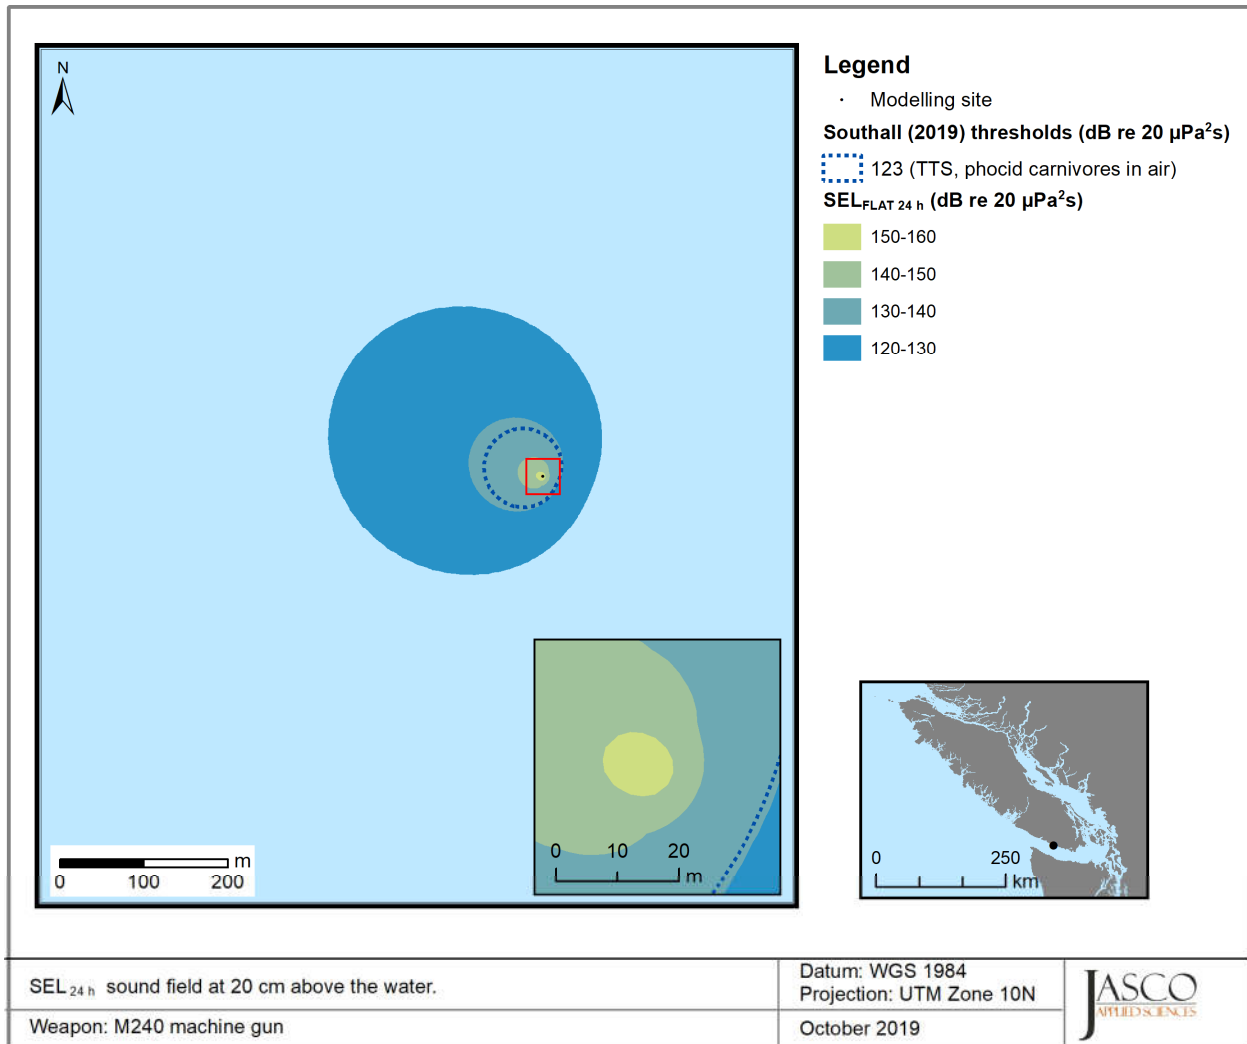 N
Legend
Modelling site
Southall (2019) thresholds (dB re 20 µPa²s)
123 (TTS, phocid carnivores in air)
SELFLAT 24 h (dB re 20 µPa²s)
150-160
140-150
130-140
120-130
m
0 100 200
0 10 20
m
0 250
km
SEL24 h sound field at 20 cm above the water.
Datum: WGS 1984
Projection: UTM Zone 10N
Weapon: M240 machine gun
October 2019
JASCO
APPLIED SCIENCES